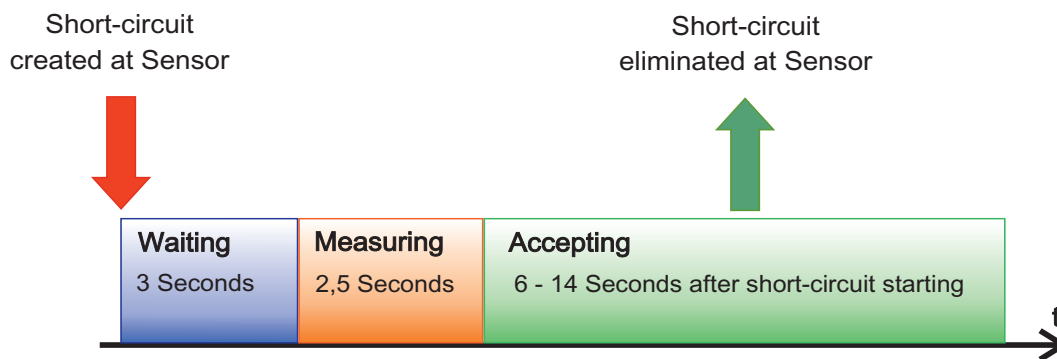 Short-circuit
created at Sensor
Short-circuit
eliminated at Sensor
Waiting
3 Seconds
Measuring
2,5 Seconds
Accepting
6 - 14 Seconds after short-circuit starting
t